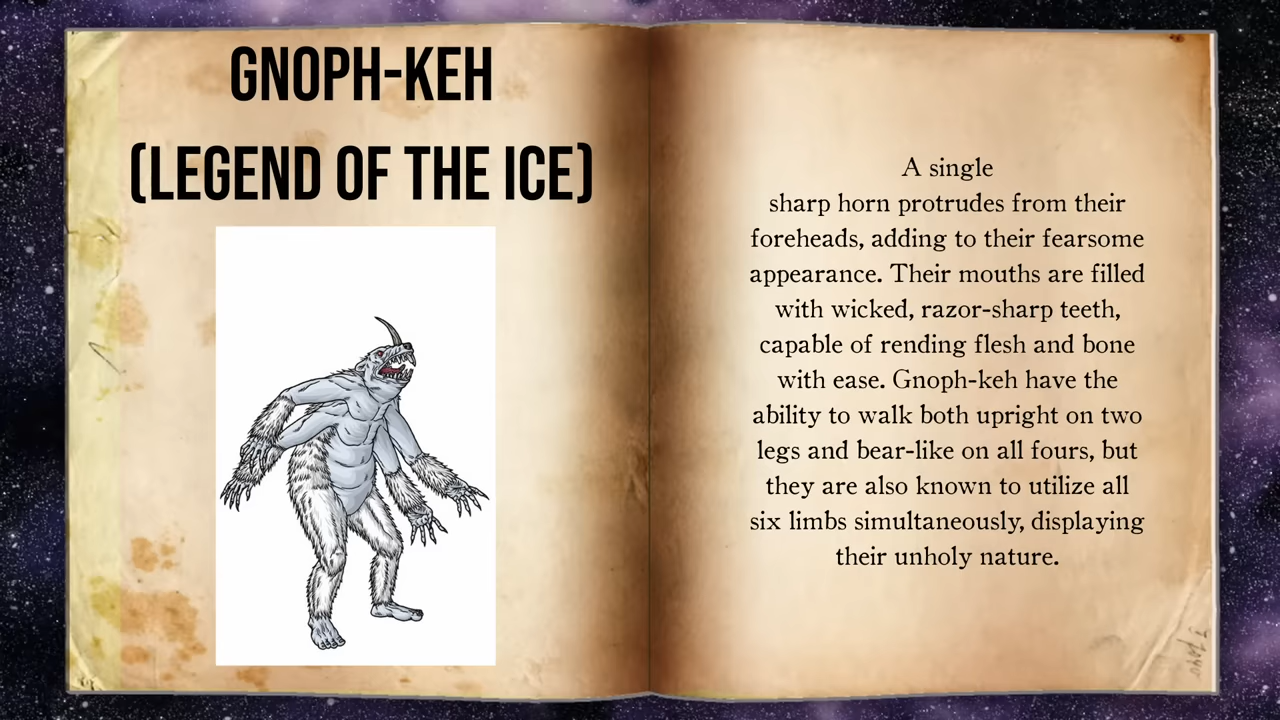 GNOPH-KEH
(LEGEND OF THE ICE)
A single
sharp horn protrudes from their
foreheads, adding to their fearsome
appearance. Their mouths are filled
with wicked, razor-sharp teeth,
capable of rending flesh and bone
with ease. Gnoph-keh have the
ability to walk both upright on two
legs and bear-like on all fours, but
they are also known to utilize all
six limbs simultaneously, displaying
their unholy nature.